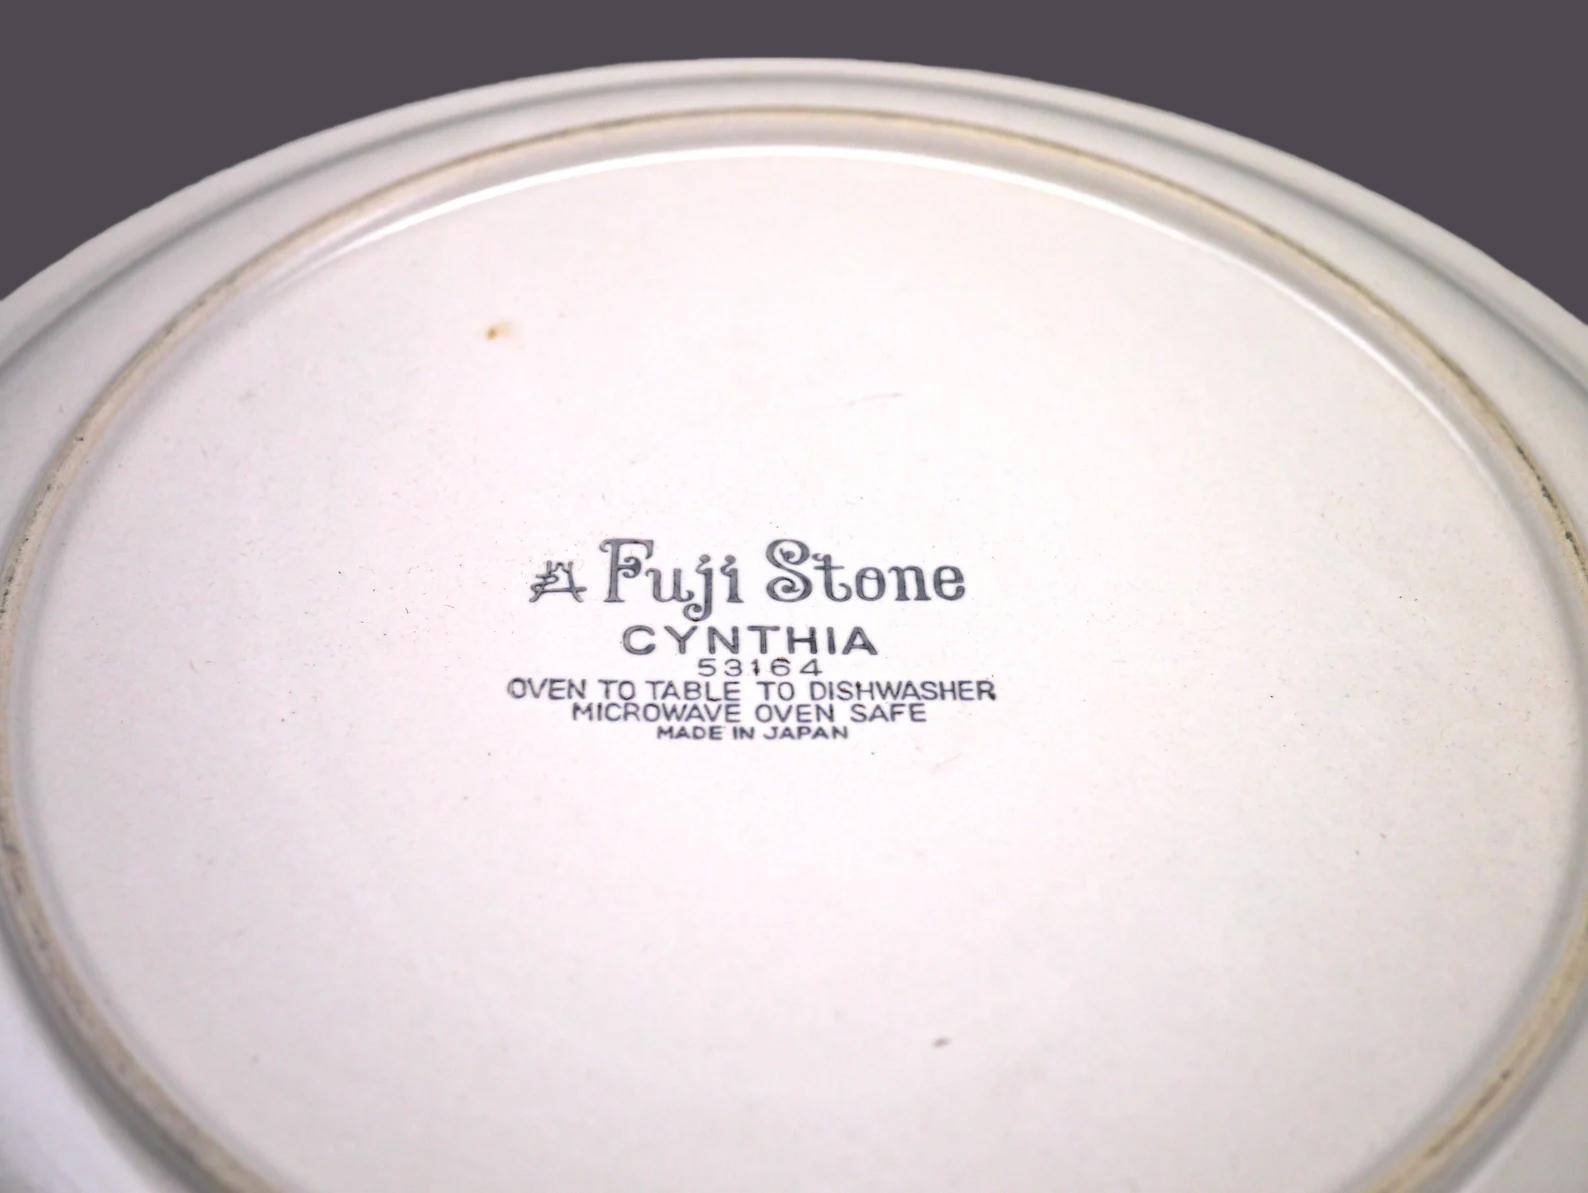 Fuji Stone
CYNTHIA
53164
OVEN TO TABLE TO DISHWASHER
MICROWAVE OVEN SAFE
MADE IN JAPAN